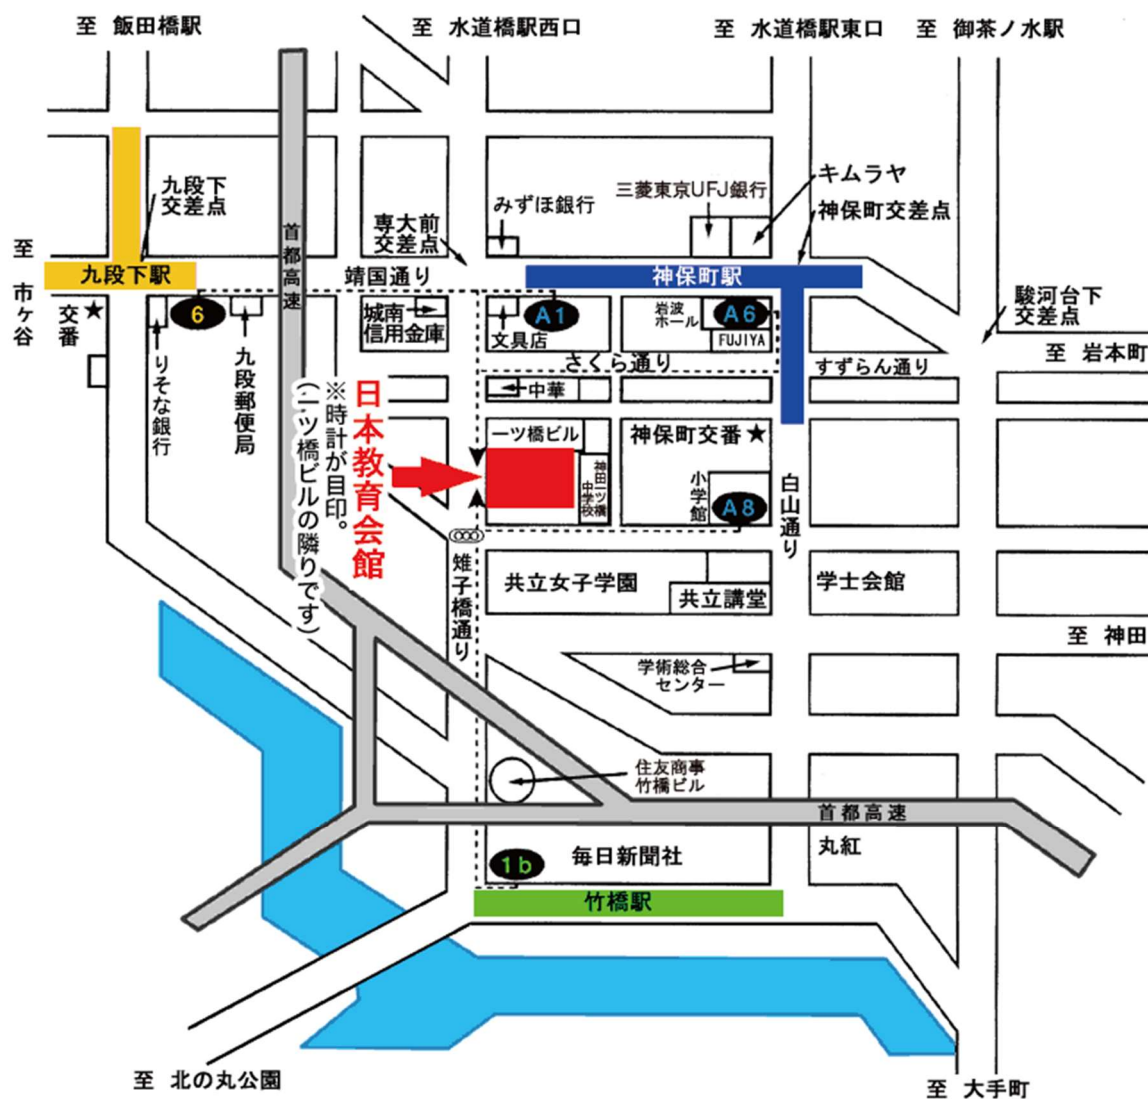 至 飯田橋駅
至 水道橋駅西口
至 水道橋駅東口
至 御茶ノ水駅
九段下
交差点
首都高速
専大前
交差点
みずほ銀行
三菱東京UFJ銀行
キムラヤ
神保町交差点
至 市ヶ谷
九段下駅
靖国通り
神保町駅
交番★
6
城南
信用金庫
文具店
A1
岩波
ホール
A6
FUJIYA
駿河台下
交差点
至 岩本町
りそな銀行
九段郵便局
さくら通り
すずらん通り
中華
日本教育会館
※時計が目印。
(一ツ橋ビルの隣りです)
一ツ橋ビル
神田一ツ橋
中学校
神保町交番★
小学館
A8
白山通り
雉子橋通り
共立女子学園
共立講堂
学士会館
至 神田
学術総合
センター
住友商事
竹橋ビル
首都高速
丸紅
1b
毎日新聞社
竹橋駅
至 北の丸公園
至 大手町